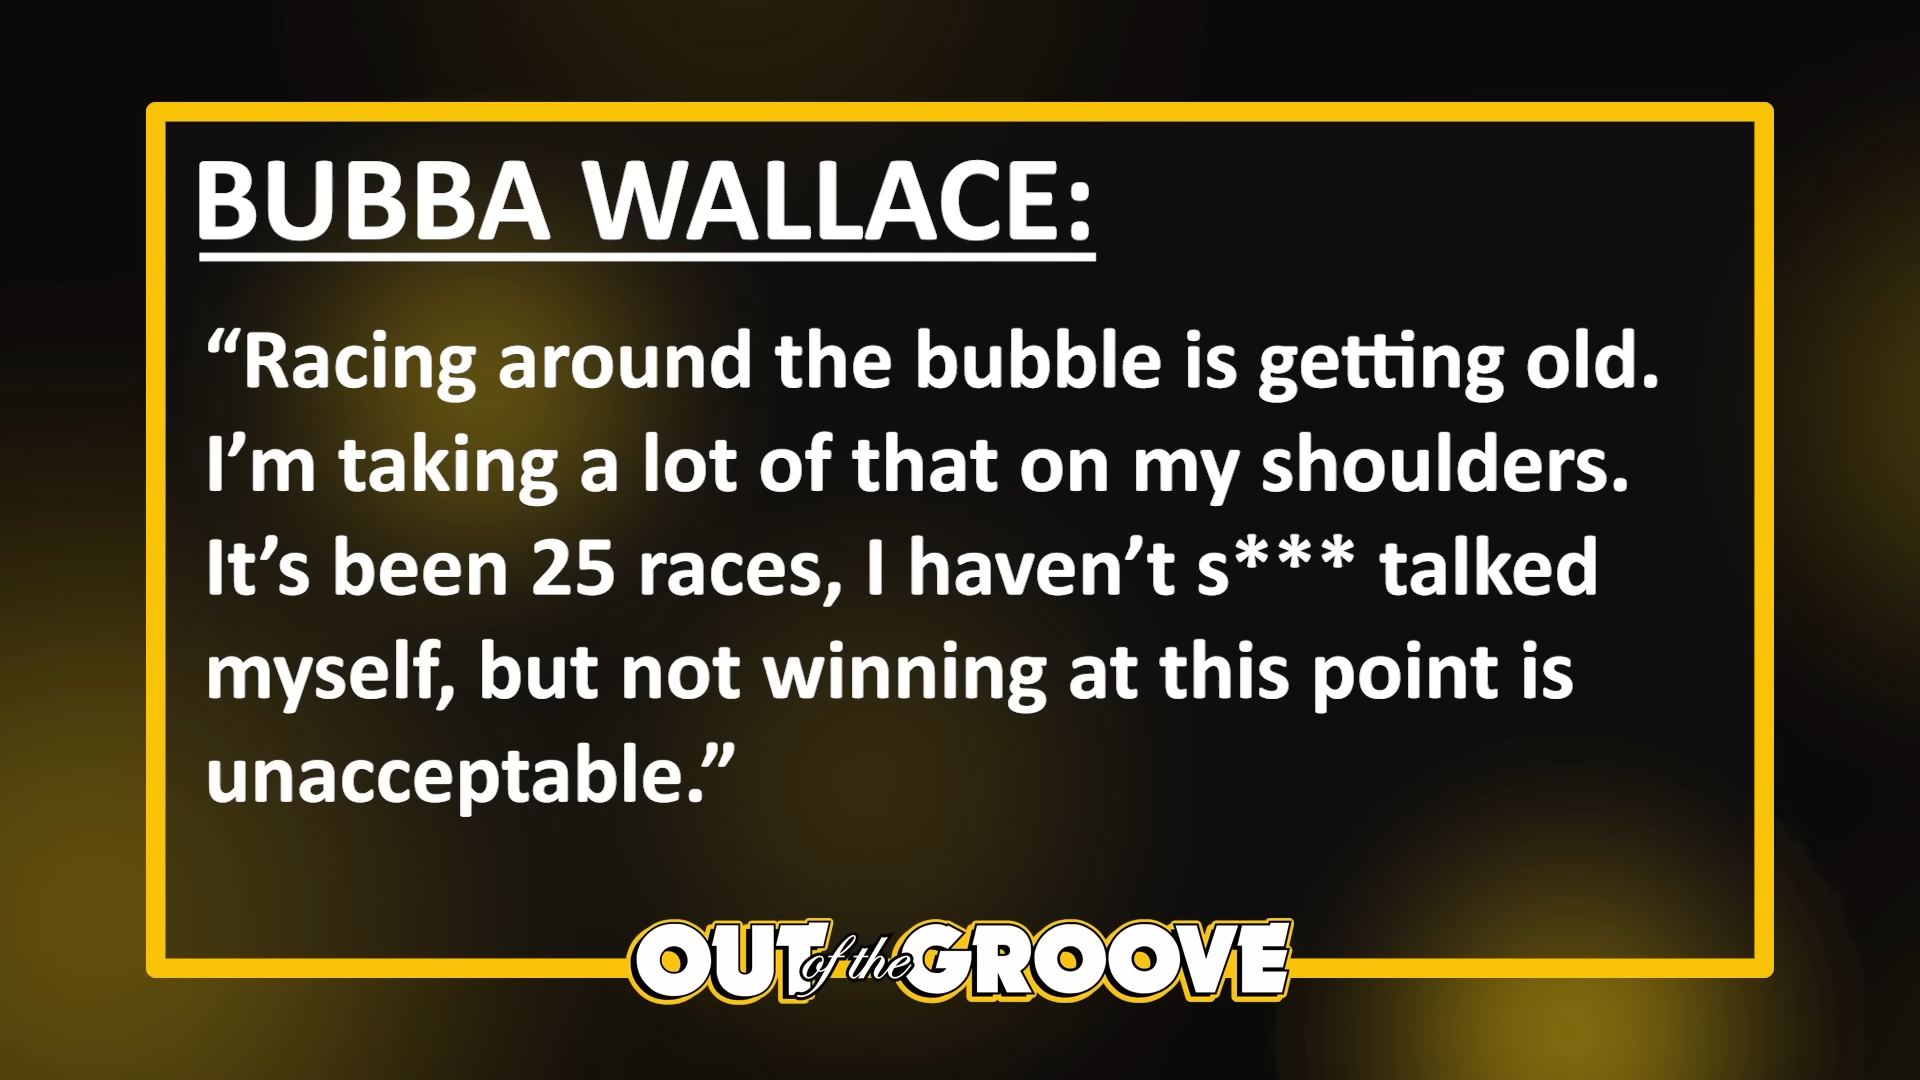 BUBBA WALLACE:
“Racing around the bubble is getting old.
I’m taking a lot of that on my shoulders.
It’s been 25 races, I haven’t s*** talked
myself, but not winning at this point is
unacceptable.”
OUT of the GROOVE